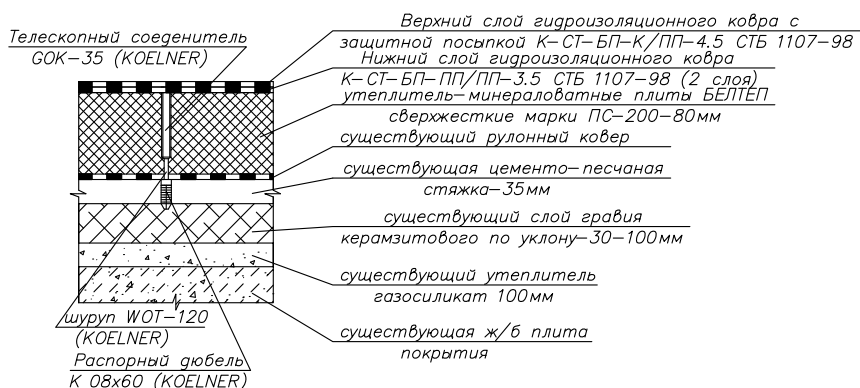 Верхний слой гидроизоляционного ковра с
защитной посыпкой К-СТ-БП-К/ПП-4.5 СТБ 1107-98
Нижний слой гидроизоляционного ковра
К-СТ-БП-ПП/ПП-3.5 СТБ 1107-98 (2 слоя)
утеплитель-минераловатные плиты БЕЛТЕП
сверхжесткие марки ПС-200-80мм
существующий рулонный ковер
существующая цементо-песчаная
стяжка-35мм
существующий слой гравия
керамзитового по уклону-30-100мм
существующий утеплитель
газосиликат 100мм
существующая ж/б плита
покрытия
Телескопный соеденитель
GOK-35 (KOELNER)
шуруп WOT-120
(KOELNER)
Распорный дюбель
К 08х60 (KOELNER)